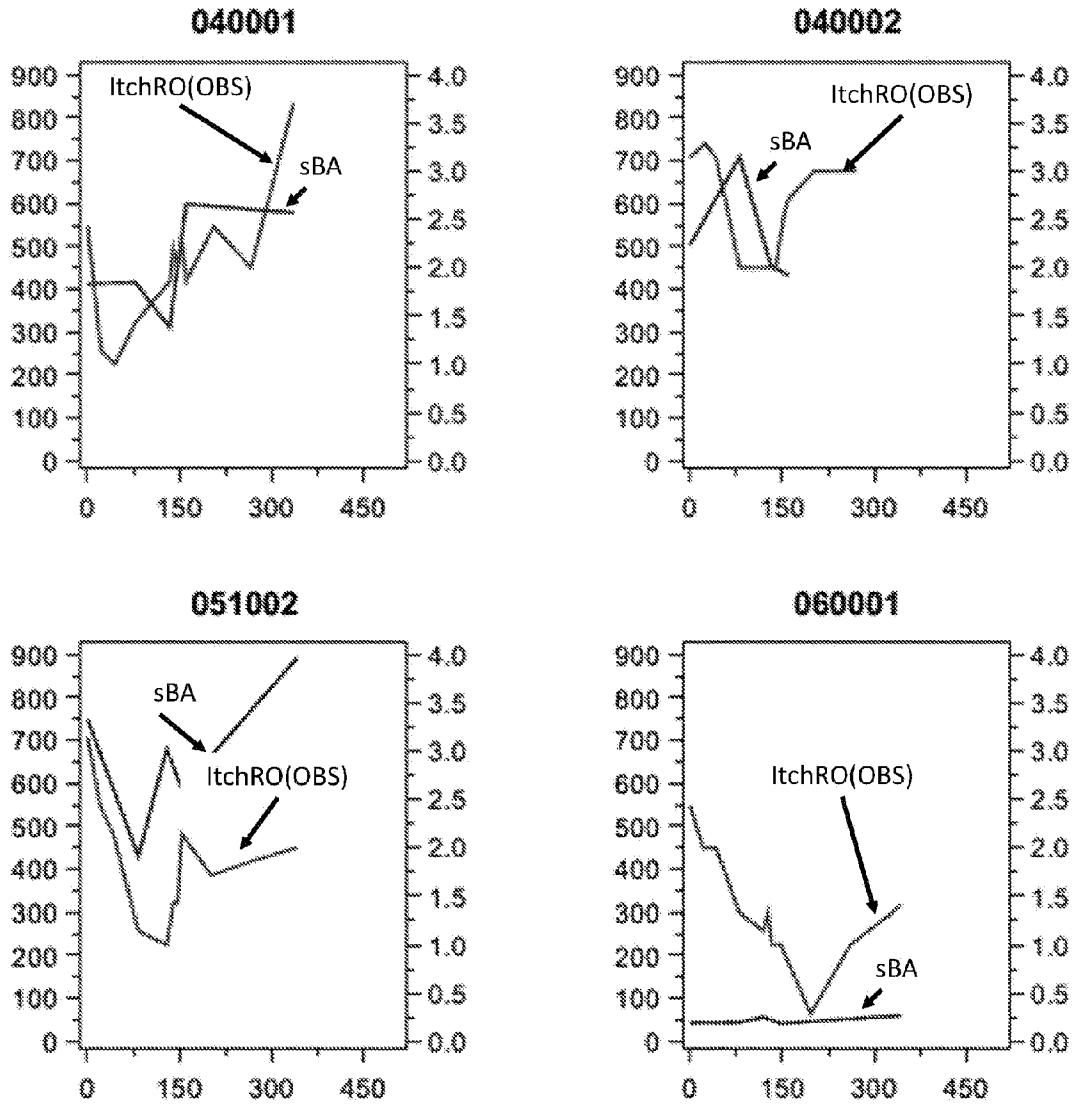 040001 040002
900 4.0 900 4.0
ItchRO(OBS) ItchRO(OBS)
800 3.5 800 3.5
700 sBA 3.0 700 sBA 3.0
600 2.5 600 2.5
500 2.0 500 2.0
400 1.5 400 1.5
300 1.0 300 1.0
200 200
100 0.5 100 0.5
0 0.0 0 0.0
0 150 300 450 0 150 300 450
051002 060001
900 4.0 900 4.0
800 sBA 3.5 800 3.5
700 3.0 700 3.0
ItchRO(OBS) ItchRO(OBS)
600 2.5 600 2.5
500 2.0 500 2.0
400 1.5 400 1.5
300 1.0 300 1.0
200 200 sBA
100 0.5 100 0.5
0 0.0 0 0.0
0 150 300 450 0 150 300 450